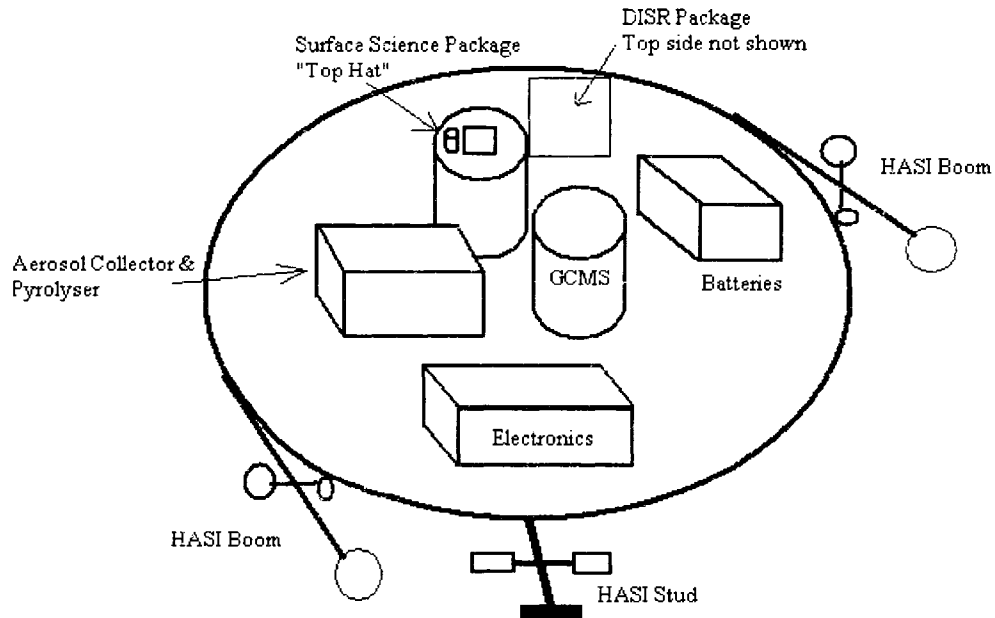 DISR Package
Top side not shown
Surface Science Package
"Top Hat"
HASI Boom
Aerosol Collector &
Pyrolyser
GCMS
Batteries
Electronics
HASI Boom
HASI Stud